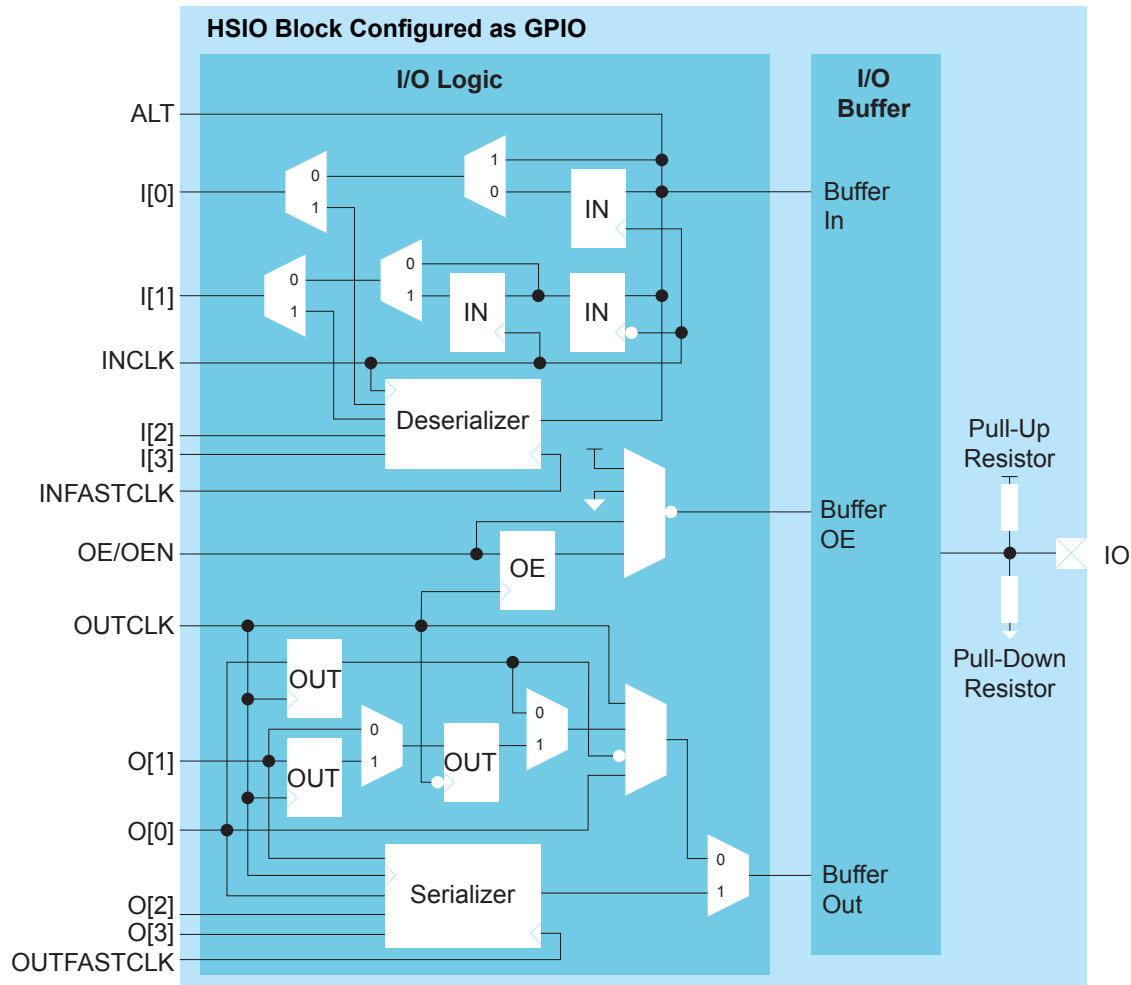 HSIO Block Configured as GPIO
I/O Logic
I/O
Buffer
ALT
I[0]
0
1
1
0
IN
Buffer
In
I[1]
0
1
0
1
IN
IN
INCLK
Deserializer
I[2]
I[3]
INFASTCLK
Pull-Up
Resistor
Buffer
OE
OE/OEN
OE
IO
OUTCLK
OUT
Pull-Down
Resistor
O[1]
OUT
0
1
OUT
0
1
O[0]
Serializer
0
1
Buffer
Out
O[2]
O[3]
OUTFASTCLK